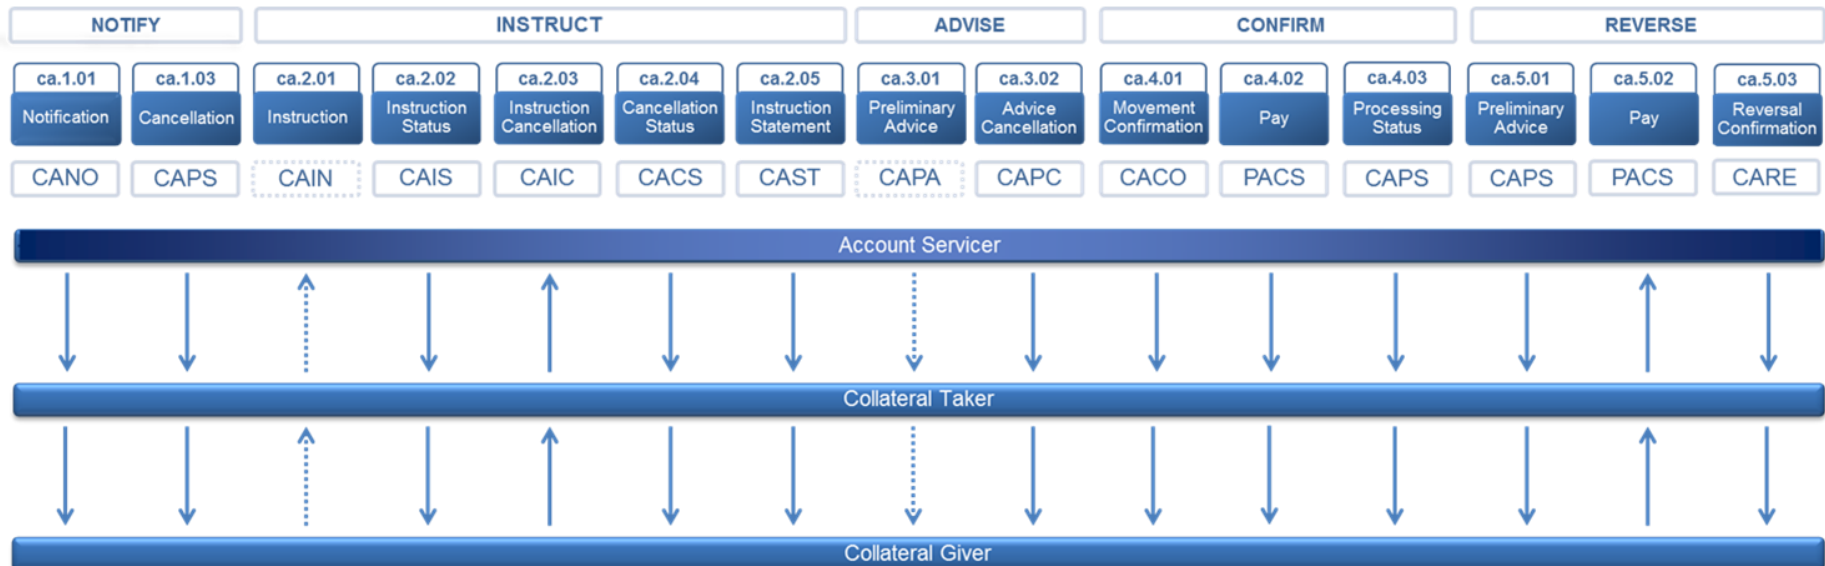 NOTIFY
INSTRUCT
ADVISE
CONFIRM
REVERSE
ca.1.01
ca.1.03
ca.2.01
ca.2.02
ca.2.03
ca.2.04
ca.2.05
ca.3.01
ca.3.02
ca.4.01
ca.4.02
ca.4.03
ca.5.01
ca.5.02
ca.5.03
Notification
Cancellation
Instruction
Instruction
Status
Instruction
Cancellation
Cancellation
Status
Instruction
Statement
Preliminary
Advice
Advice
Cancellation
Movement
Confirmation
Pay
Processing
Status
Preliminary
Advice
Pay
Reversal
Confirmation
CANO
CAPS
CAIN
CAIS
CAIC
CACS
CAST
CAPA
CAPC
CACO
PACS
CAPS
CAPS
PACS
CARE
Account Servicer
Collateral Taker
Collateral Giver